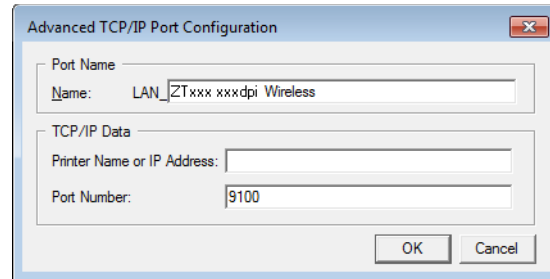 Advanced TCP/IP Port Configuration
Port Name
Name: LAN_ZTxxx xxxdpi Wireless
TCP/IP Data
Printer Name or IP Address:
Port Number: 9100
OK Cancel